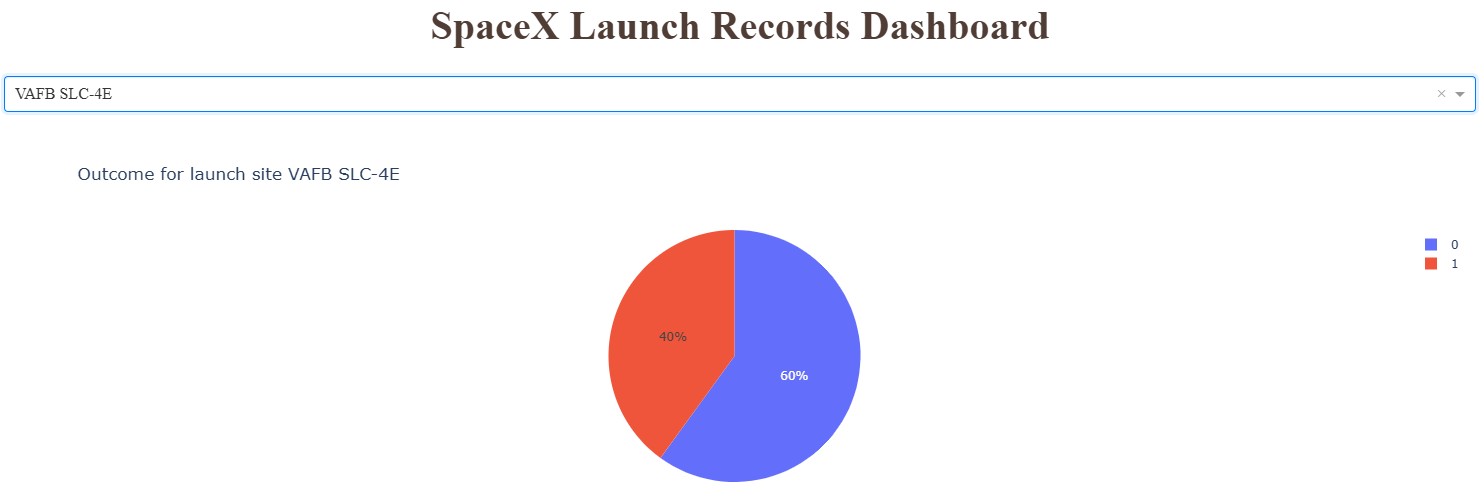 SpaceX Launch Records Dashboard
VAFB SLC-4E
Outcome for launch site VAFB SLC-4E
0
1
40%
60%